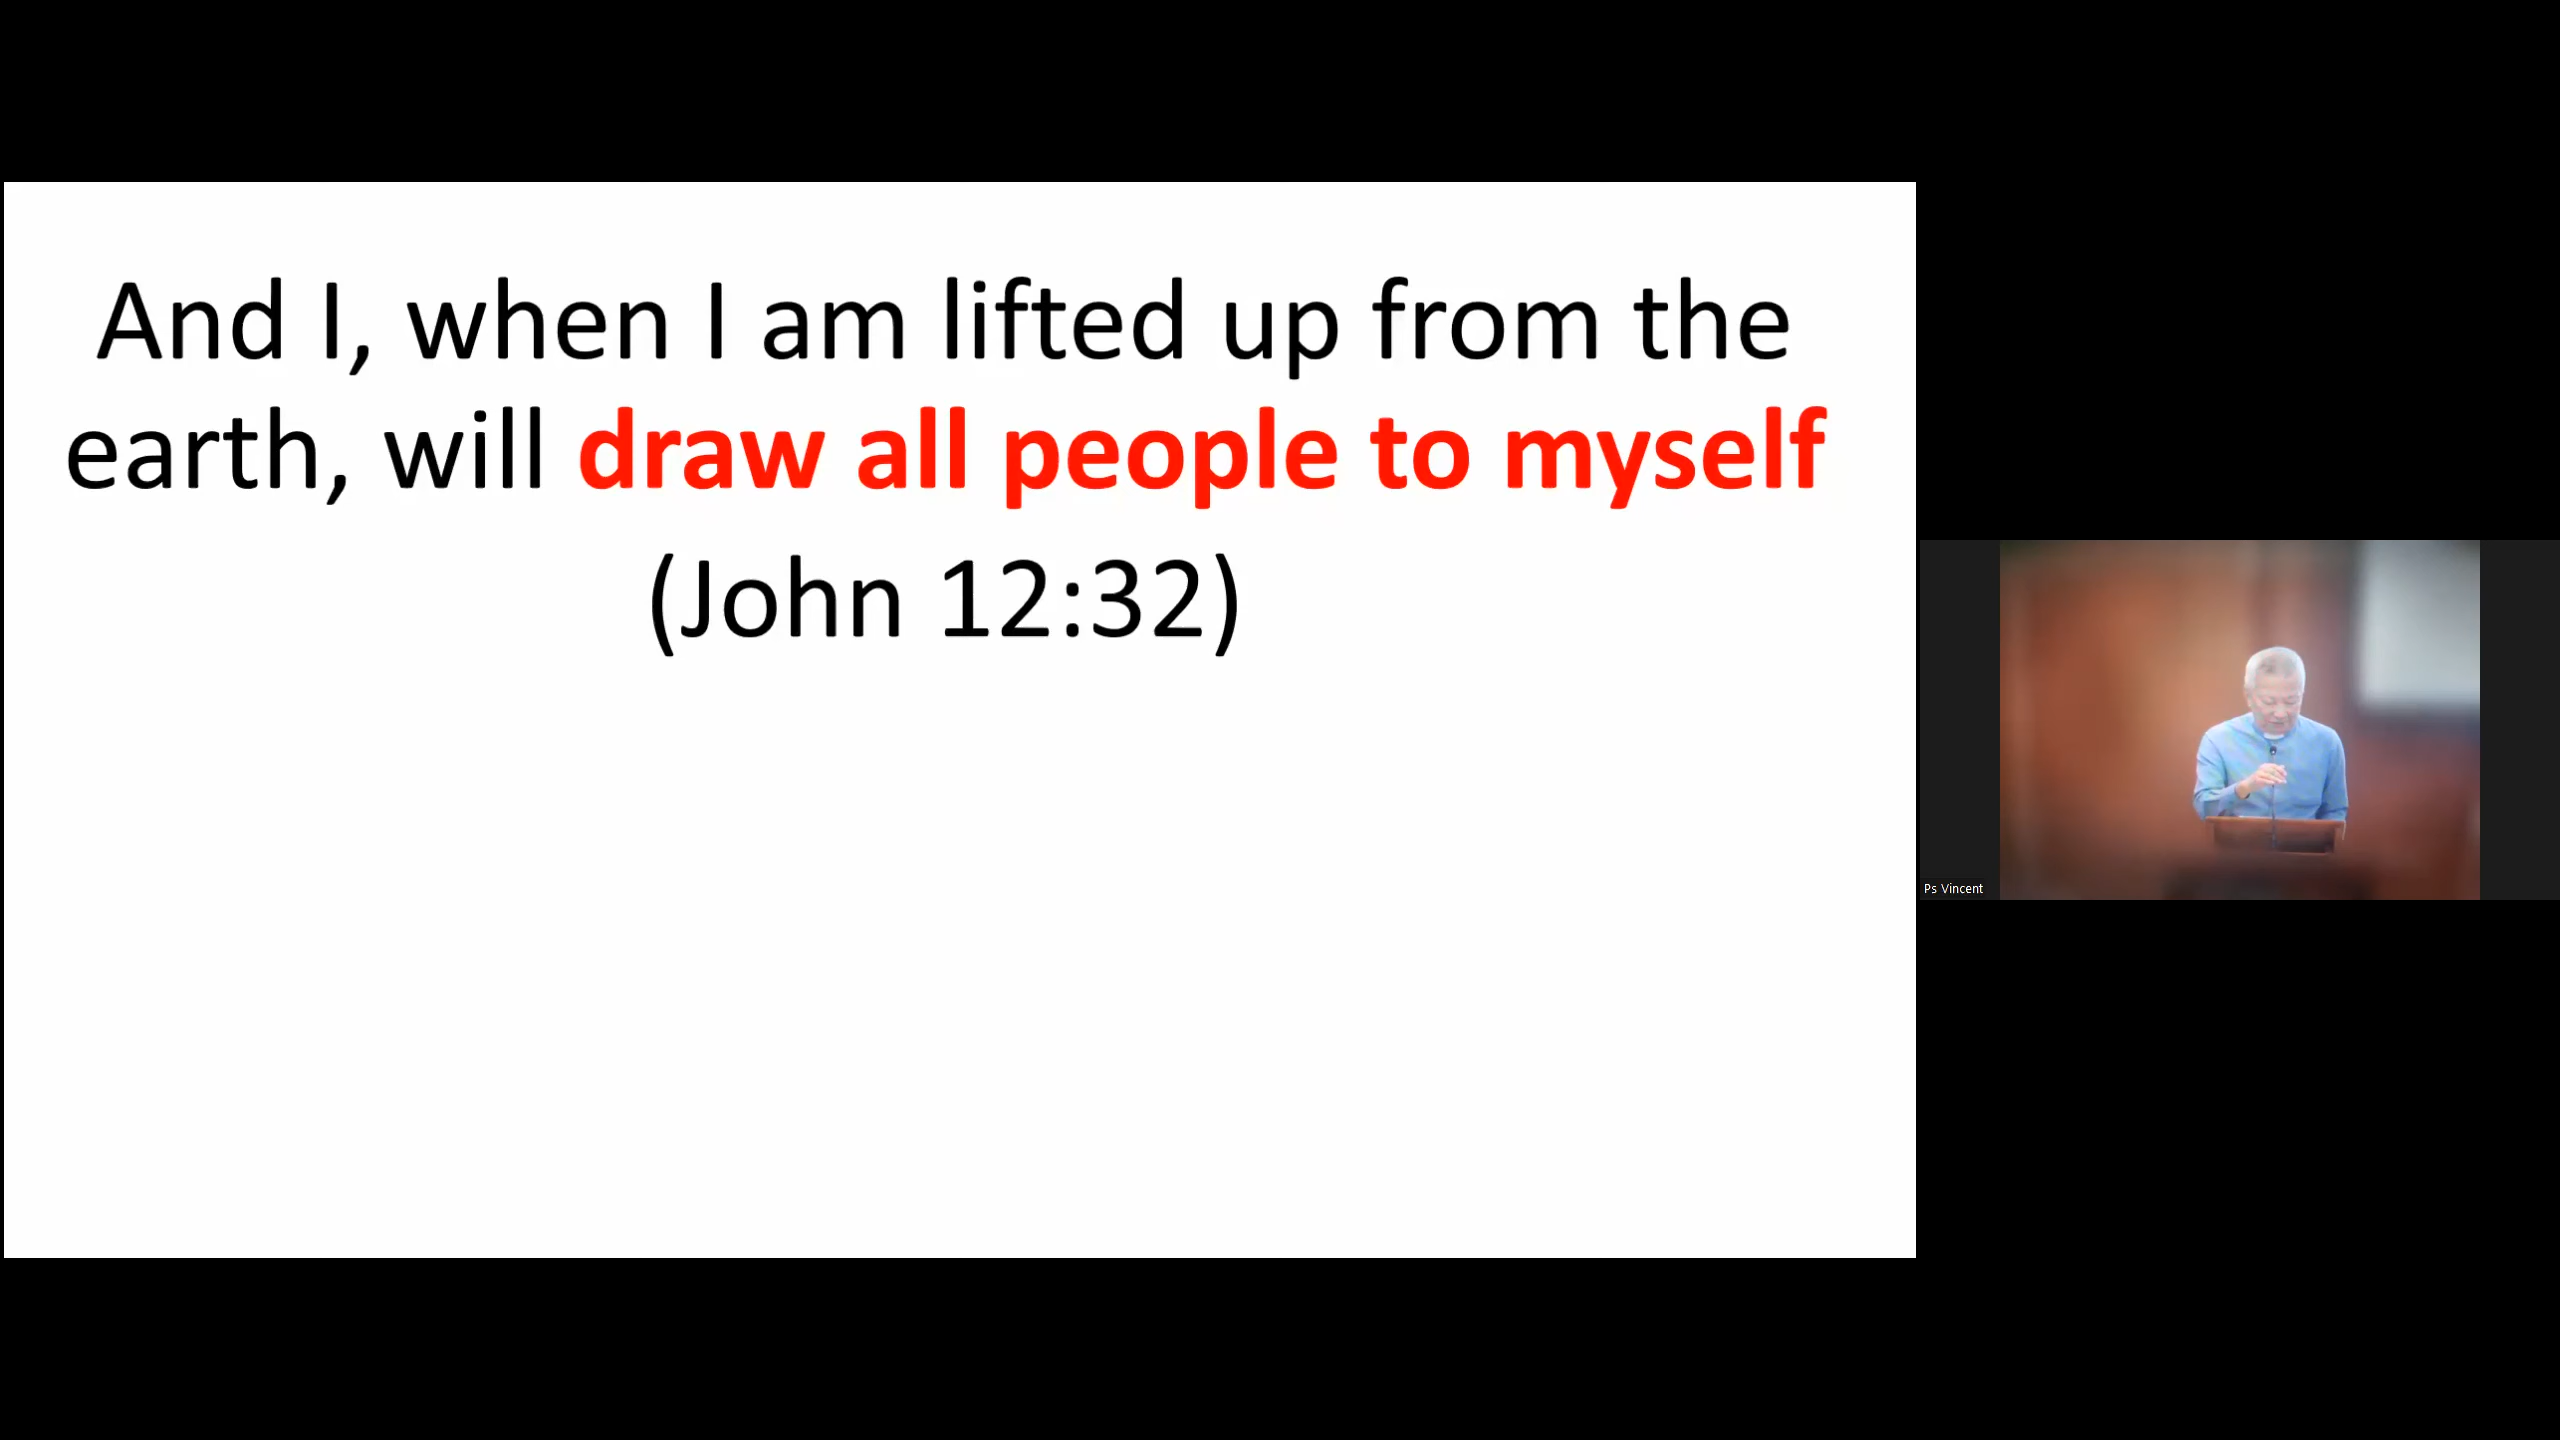 And I, when I am lifted up from the
earth, will draw all people to myself
(John 12:32)
Ps Vincent